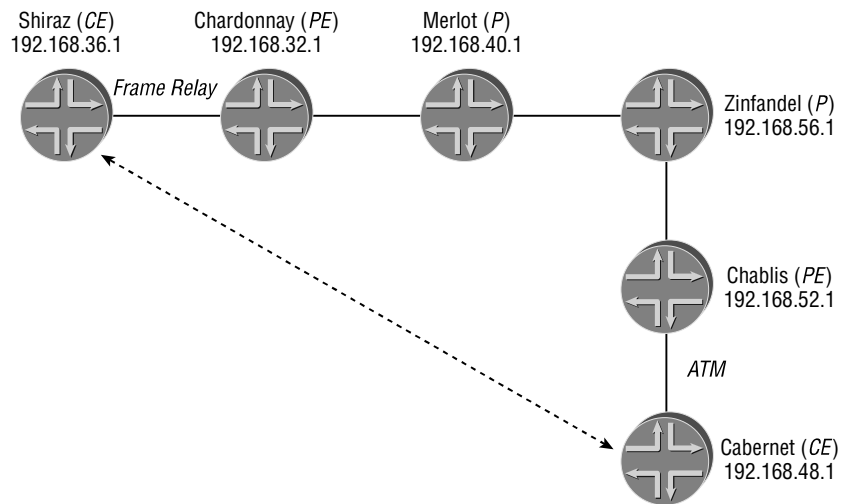 Shiraz (CE)
192.168.36.1
Chardonnay (PE)
192.168.32.1
Merlot (P)
192.168.40.1
Frame Relay
Zinfandel (P)
192.168.56.1
Chablis (PE)
192.168.52.1
ATM
Cabernet (CE)
192.168.48.1